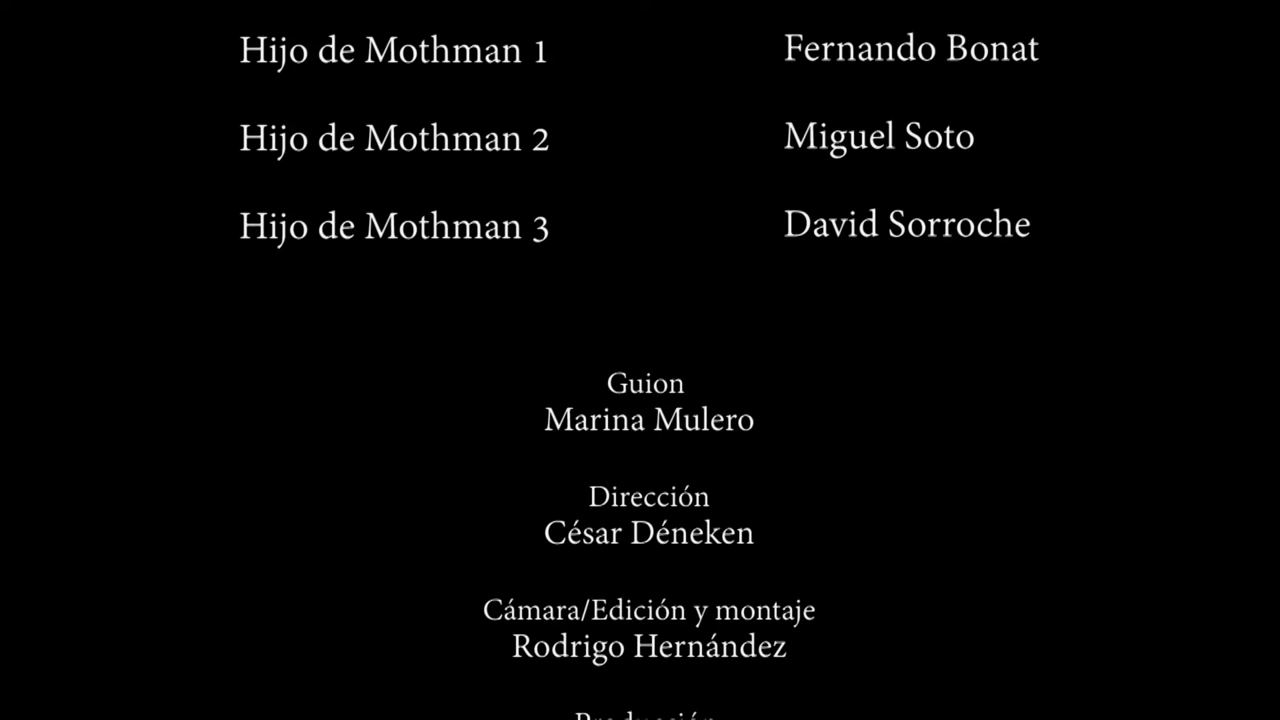 Hijo de Mothman 1 Fernando Bonat
Hijo de Mothman 2 Miguel Soto
Hijo de Mothman 3 David Sorroche
Guion
Marina Mulero
Dirección
César Déneken
Cámara/Edición y montaje
Rodrigo Hernández
Producción